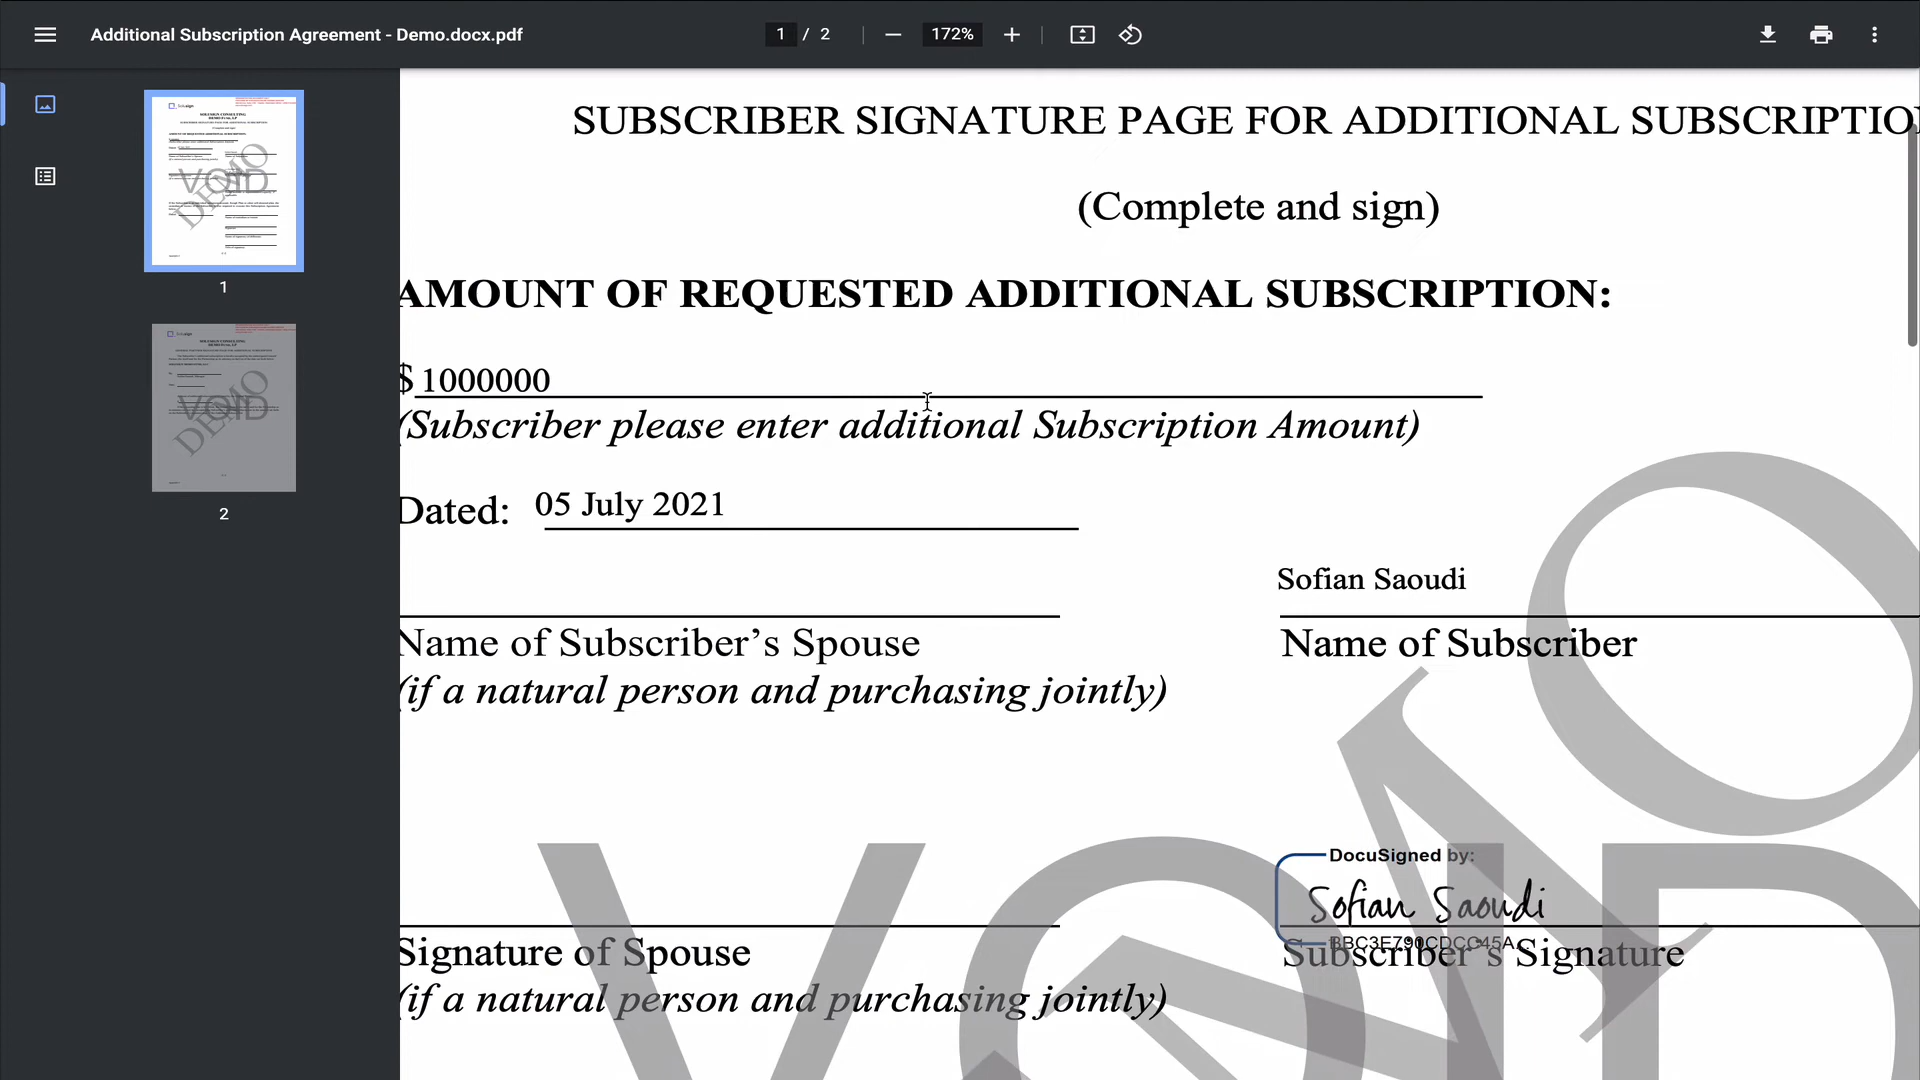 Additional Subscription Agreement - Demo.docx.pdf
1 / 2
172%
1
2
SUBSCRIBER SIGNATURE PAGE FOR ADDITIONAL SUBSCRIPTIO
(Complete and sign)
AMOUNT OF REQUESTED ADDITIONAL SUBSCRIPTION:
$ 1000000
(Subscriber please enter additional Subscription Amount)
Dated: 05 July 2021
Sofian Saoudi
Name of Subscriber’s Spouse
Name of Subscriber
(if a natural person and purchasing jointly)
DocuSigned by:
Sofian Saoudi
BBC3E790CDCC45A...
Signature of Spouse
Subscriber’s Signature
(if a natural person and purchasing jointly)
VOID
DEMO